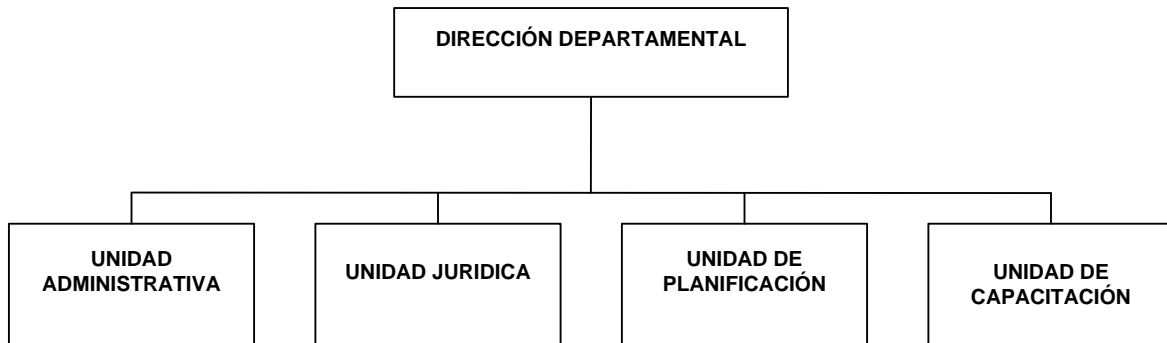 DIRECCIÓN DEPARTAMENTAL
UNIDAD
ADMINISTRATIVA
UNIDAD JURIDICA
UNIDAD DE
PLANIFICACIÓN
UNIDAD DE
CAPACITACIÓN